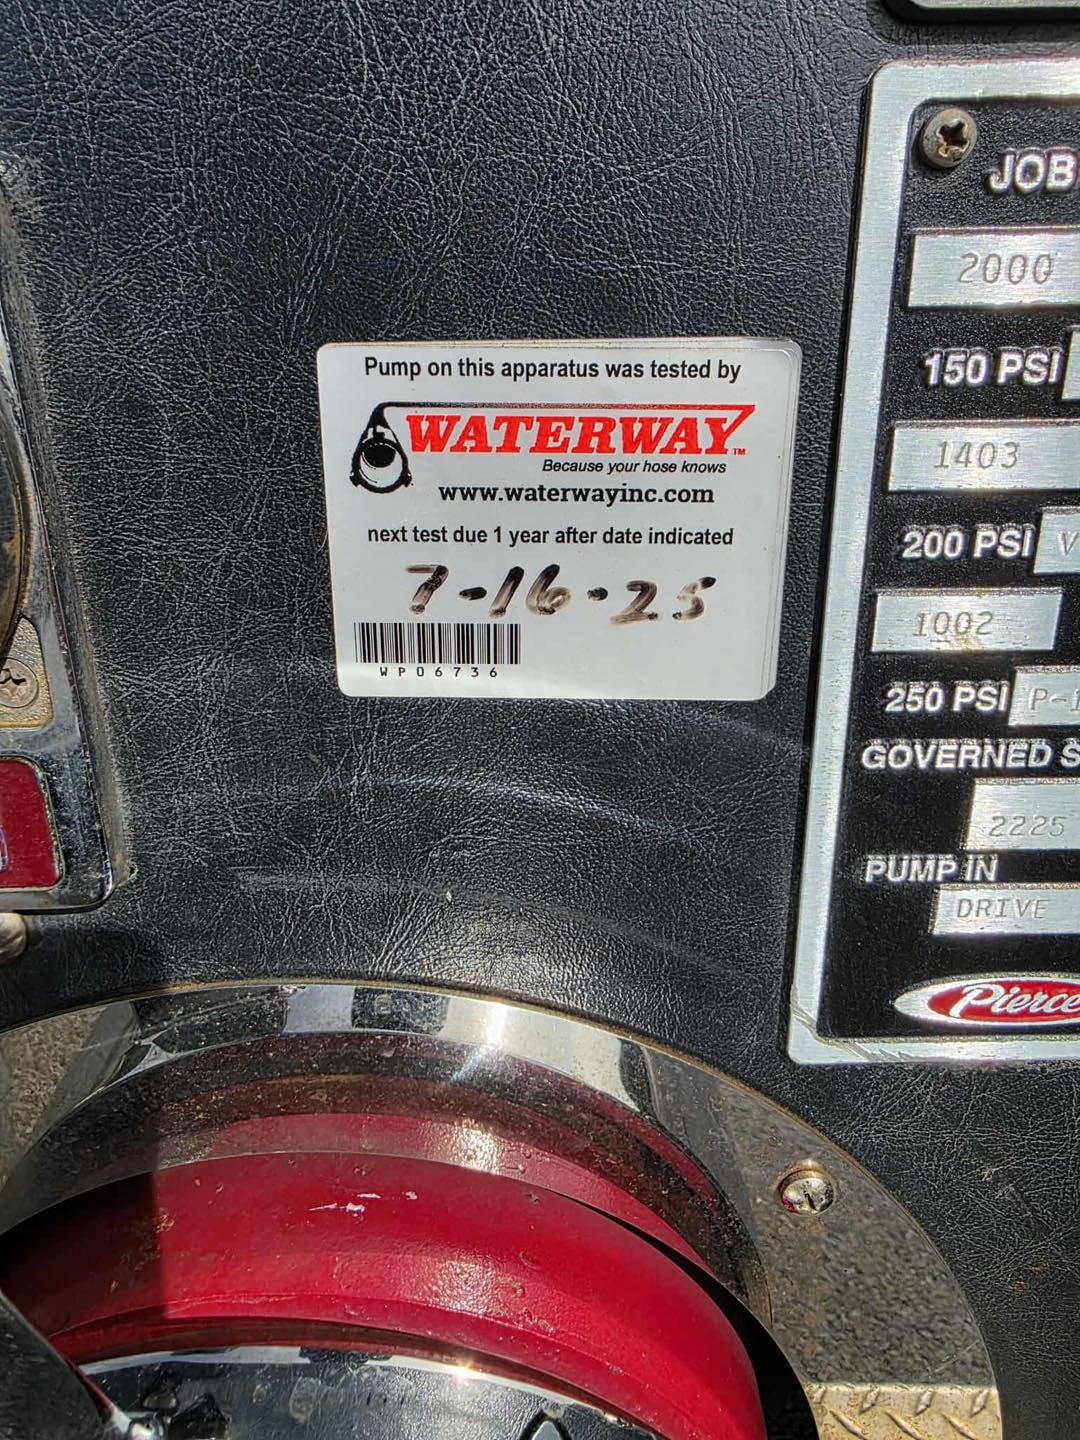 Pump on this apparatus was tested by
WATERWAY™
Because your hose knows
www.waterwayinc.com
next test due 1 year after date indicated
7-16-25
WP06736
JOB
2000
150 PSI
1403
200 PSI V
1002
250 PSI P-1
GOVERNED S
2225
PUMP IN
DRIVE
Pierce